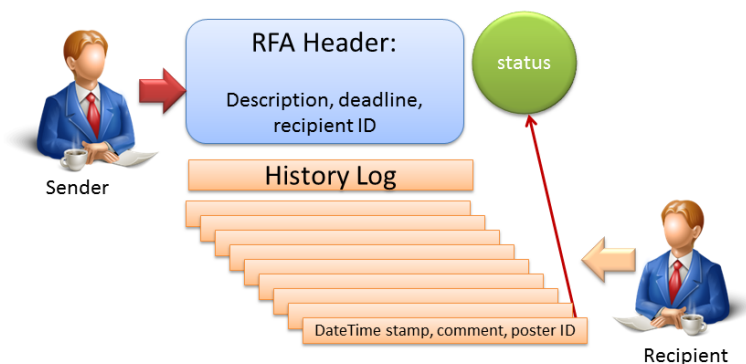 RFA Header:
Description, deadline,
recipient ID
status
Sender
History Log
DateTime stamp, comment, poster ID
Recipient